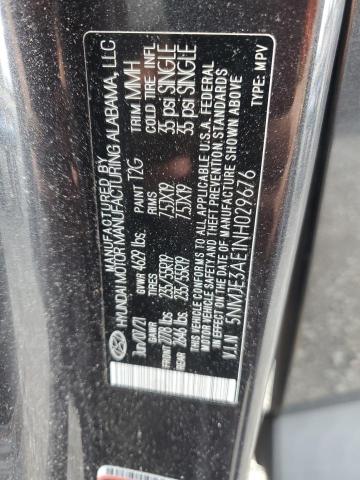 MANUFACTURED BY
HYUNDAI MOTOR MANUFACTURING ALABAMA, LLC
Jun/07/21 GVWR 4629 lbs. PAINT T2G TRIM MMH
GAWR TIRES COLD TIRE INFL.
FRONT 2778 lbs 235/55R19 7.5JX19 35 psi SINGLE
REAR 2646 lbs 235/55R19 7.5JX19 35 psi SINGLE
THIS VEHICLE CONFORMS TO ALL APPLICABLE U.S.A. FEDERAL
MOTOR VEHICLE SAFETY, AND THEFT PREVENTION STANDARDS
IN EFFECT ON THE DATE OF MANUFACTURE SHOWN ABOVE
V.I.N 5NMJE3AE1NH029676 TYPE: MPV